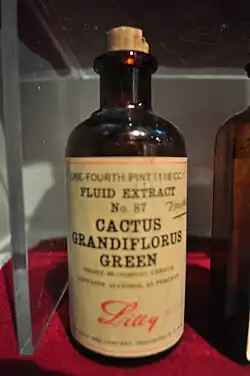 ONE-FOURTH PINT (118 CC.)
FLUID EXTRACT
No. 87
CACTUS
GRANDIFLORUS
GREEN
NIGHT-BLOOMING CEREUS
CONTAINS ALCOHOL, 63 PERCENT
Lilly